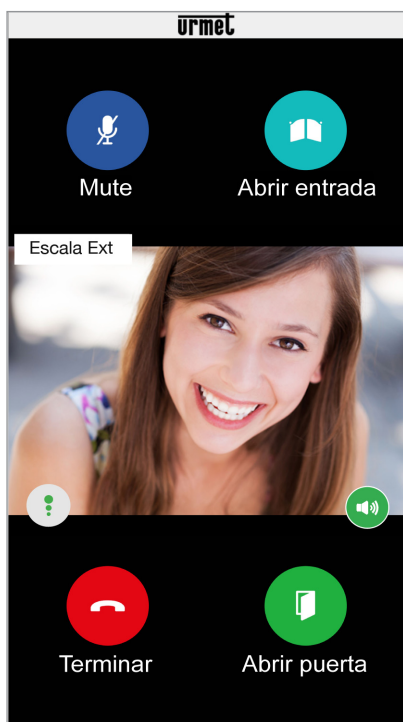 urmet
Mute
Abrir entrada
Escala Ext
Terminar
Abrir puerta